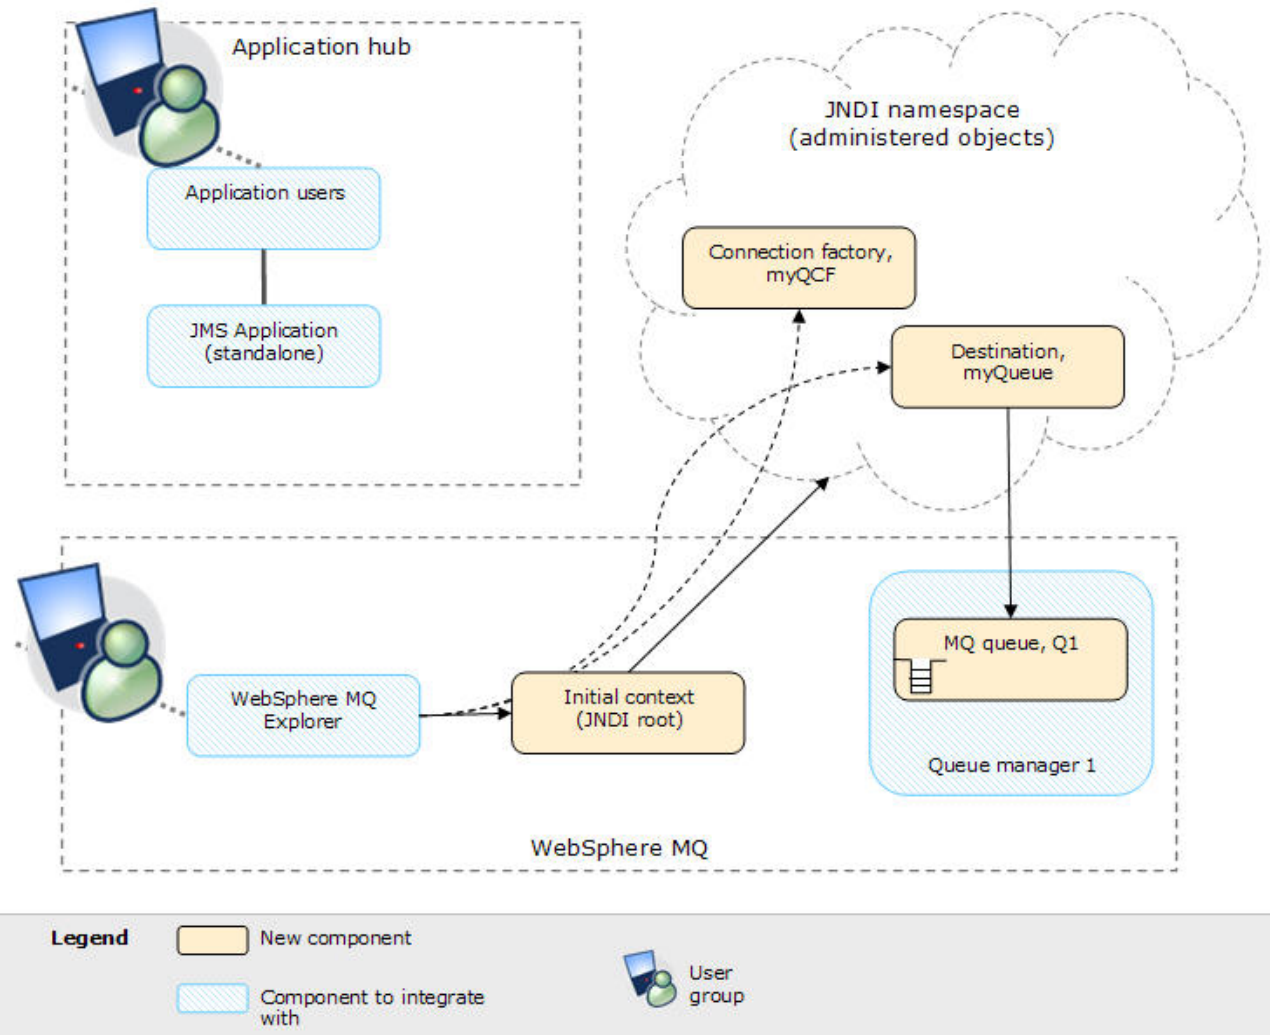 Application hub
Application users
JMS Application
(standalone)
JNDI namespace
(administered objects)
Connection factory,
myQCF
Destination,
myQueue
WebSphere MQ
Explorer
Initial context
(JNDI root)
MQ queue, Q1
Queue manager 1
WebSphere MQ
Legend
New component
Component to integrate
with
User
group